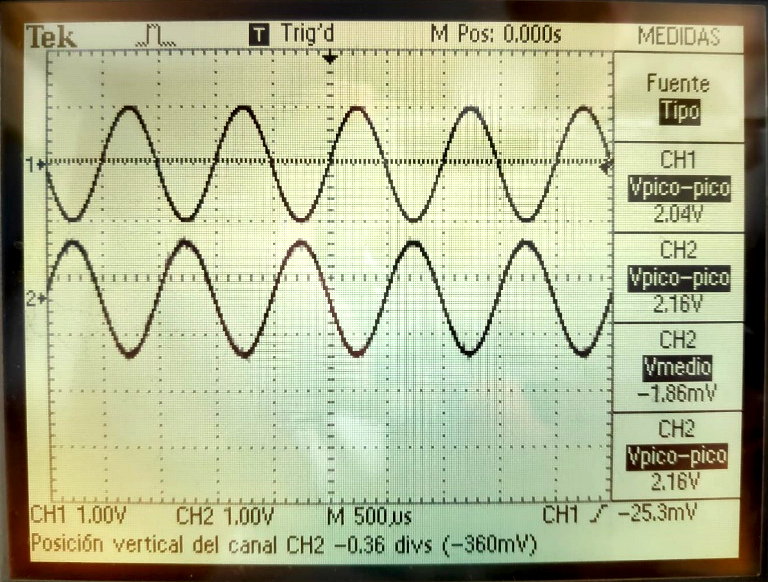 Tek T Trig'd M Pos: 0.000s MEDIDAS
Fuente
Tipo
CH1
Vpico-pico
2.04V
CH2
Vpico-pico
2.16V
CH2
Vmedio
-1.86mV
CH2
Vpico-pico
2.16V
1
2
CH1 1.00V CH2 1.00V M 500µs CH1 -25.3mV
Posición vertical del canal CH2 -0.36 divs (-360mV)